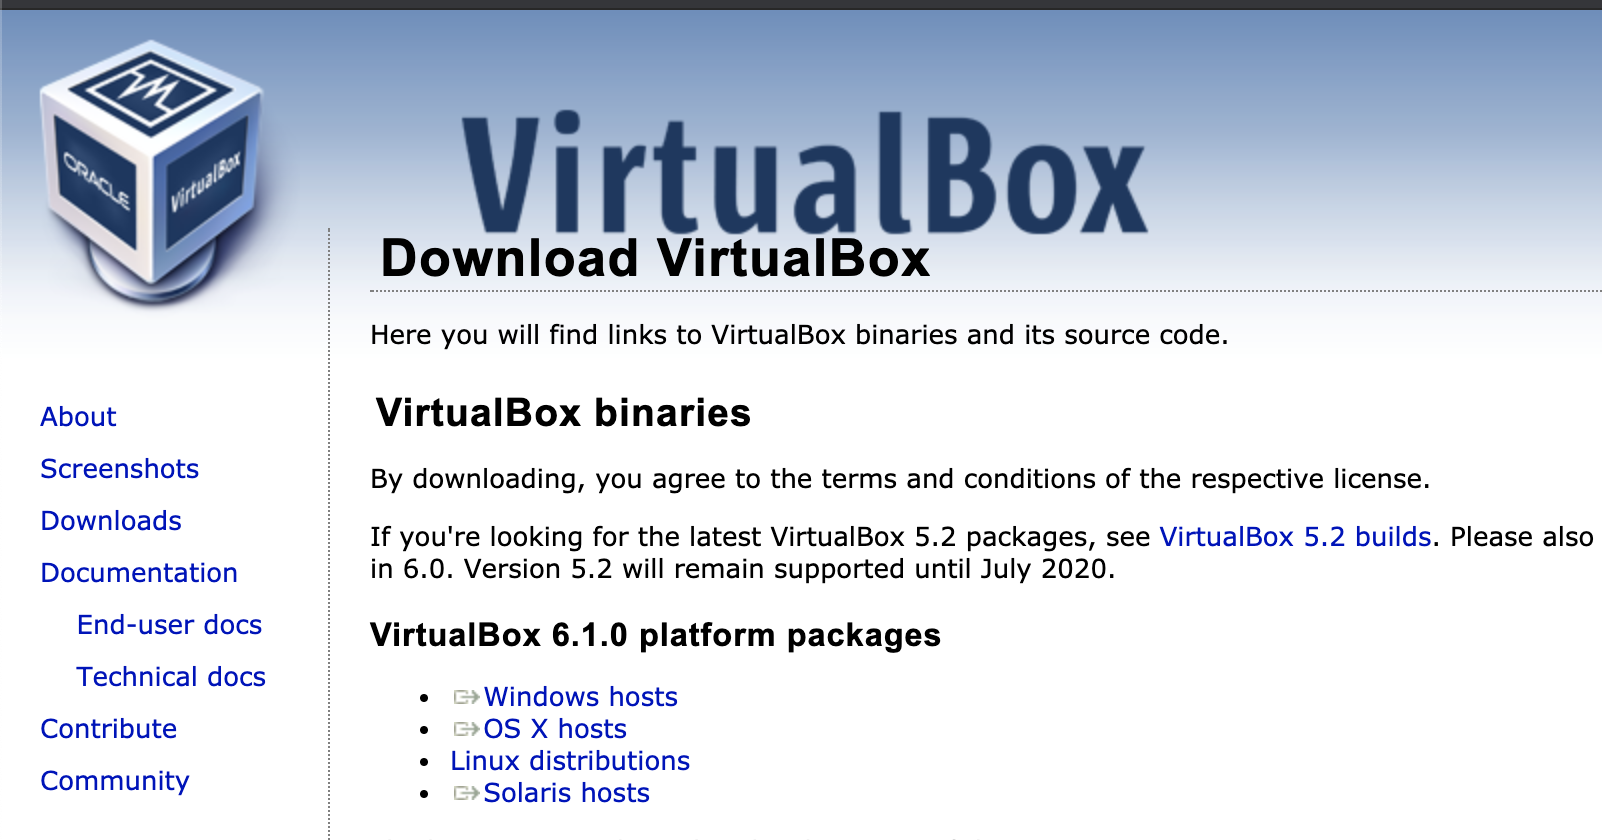 ORACLE
VirtualBox
VirtualBox
Download VirtualBox
Here you will find links to VirtualBox binaries and its source code.
VirtualBox binaries
By downloading, you agree to the terms and conditions of the respective license.
If you're looking for the latest VirtualBox 5.2 packages, see VirtualBox 5.2 builds. Please also
in 6.0. Version 5.2 will remain supported until July 2020.
VirtualBox 6.1.0 platform packages
Windows hosts
OS X hosts
Linux distributions
Solaris hosts
About
Screenshots
Downloads
Documentation
End-user docs
Technical docs
Contribute
Community